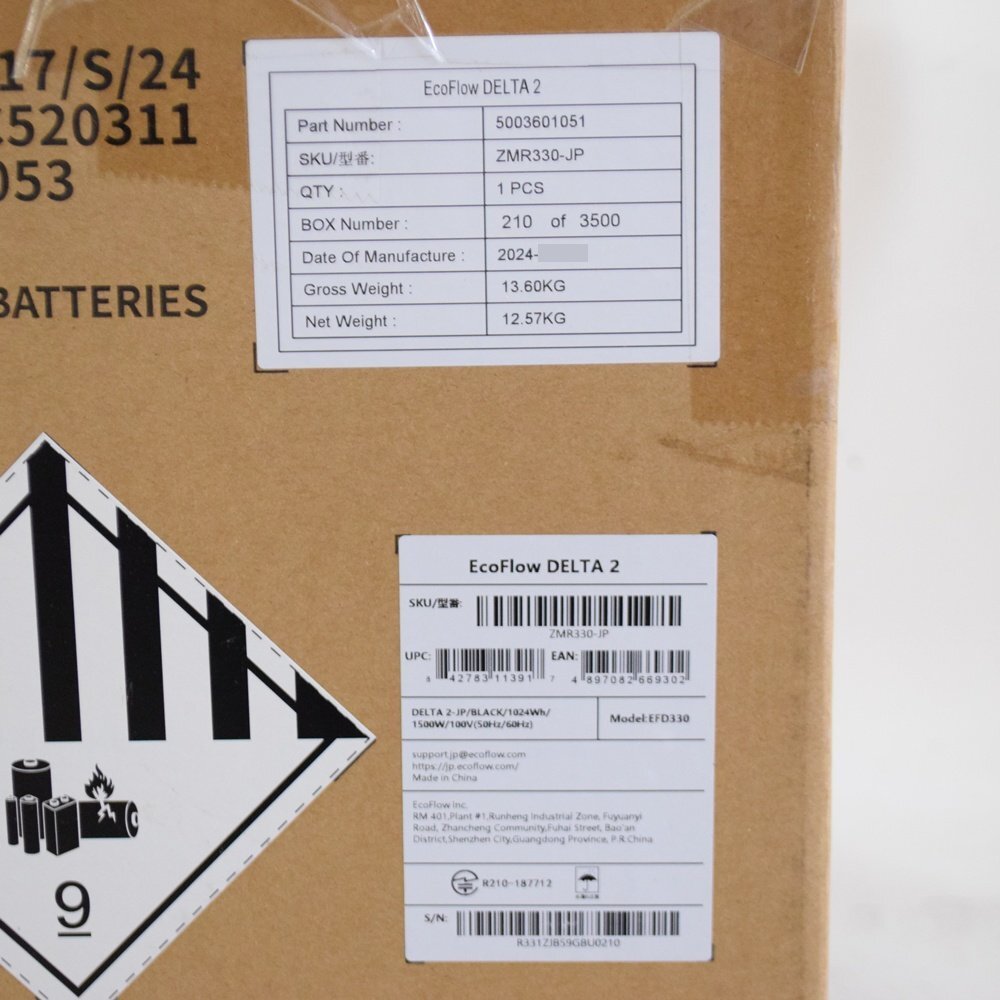 17/S/24
520311
053
BATTERIES
EcoFlow DELTA 2
Part Number : 5003601051
SKU/型番: ZMR330-JP
QTY : 1 PCS
BOX Number : 210 of 3500
Date Of Manufacture : 2024-
Gross Weight : 13.60KG
Net Weight : 12.57KG
9
EcoFlow DELTA 2
SKU/型番:
ZMR330-JP
UPC: EAN:
42783 11391 7 4 897082 669302
DELTA 2-JP/BLACK/1024Wh/
1500W/100V(50Hz/60Hz)
Model:EFD330
support.jp@ecoflow.com
https://jp.ecoflow.com/
Made in China
EcoFlow Inc.
RM 401,Plant #1,Runheng Industrial Zone, Fuyuanyi
Road, Zhancheng Community,Fuhai Street, Bao'an
District,Shenzhen City,Guangdong Province, P.R.China
R210-187712
S/N:
R331ZJB59GBU0210